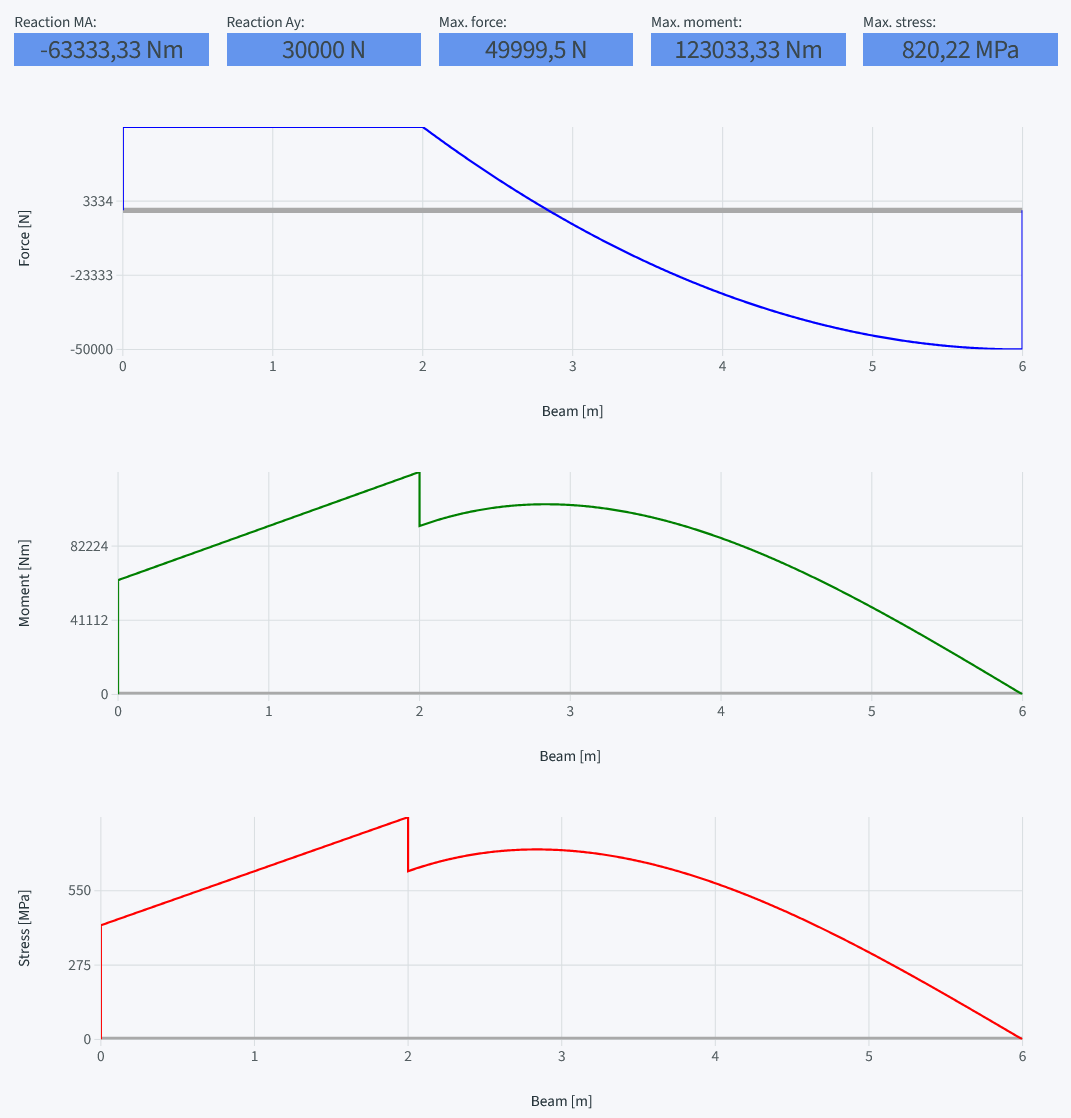 Reaction MA: Reaction Ay: Max. force: Max. moment: Max. stress:
-63333,33 Nm 30000 N 49999,5 N 123033,33 Nm 820,22 MPa
3334
-23333
-50000
Force [N]
0 1 2 3 4 5 6
Beam [m]
82224
41112
0
Moment [Nm]
0 1 2 3 4 5 6
Beam [m]
550
275
0
Stress [MPa]
0 1 2 3 4 5 6
Beam [m]